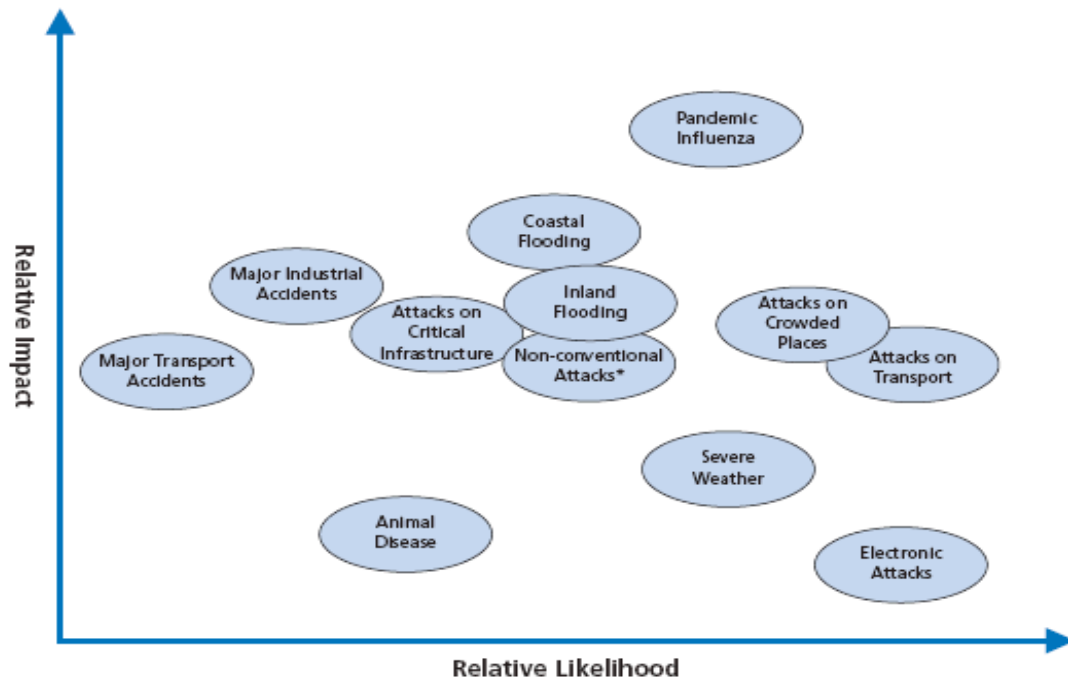 Pandemic
Influenza
Coastal
Flooding
Major Industrial
Accidents
Inland
Flooding
Attacks on
Critical
Infrastructure
Attacks on
Crowded
Places
Non-conventional
Attacks*
Attacks on
Transport
Major Transport
Accidents
Severe
Weather
Animal
Disease
Electronic
Attacks
Relative Impact
Relative Likelihood